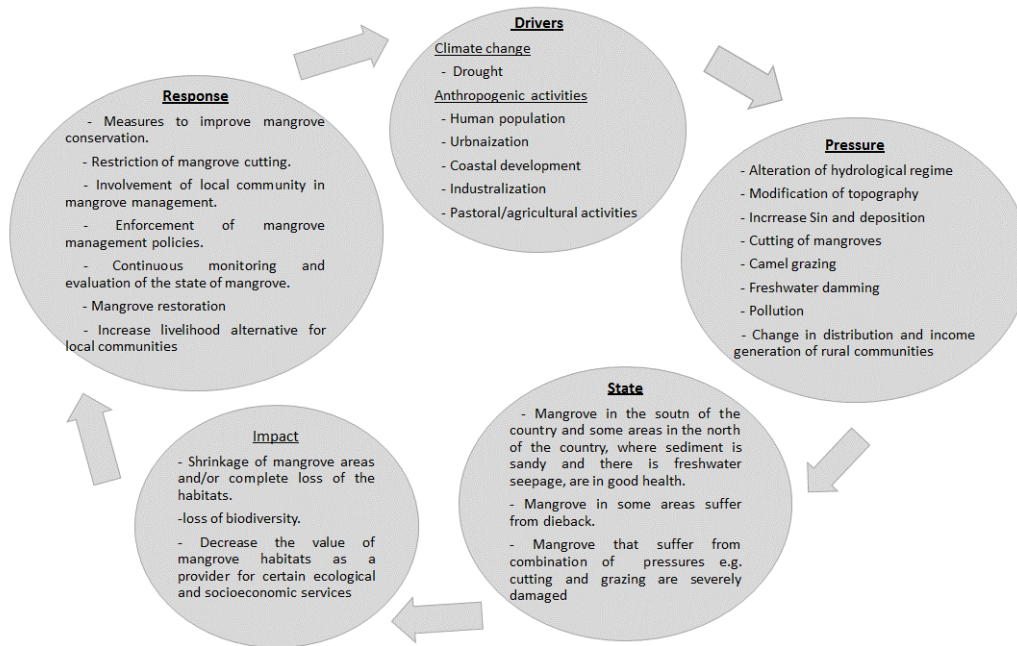 Drivers
Climate change
- Drought
Anthropogenic activities
- Human population
- Urbnaization
- Coastal development
- Industralization
- Pastoral/agricultural activities
Pressure
- Alteration of hydrological regime
- Modification of topography
- Incrrease Sin and deposition
- Cutting of mangroves
- Camel grazing
- Freshwater damming
- Pollution
- Change in distribution and income
generation of rural communities
State
- Mangrove in the soutn of the
country and some areas in the north
of the country, where sediment is
sandy and there is freshwater
seepage, are in good health.
- Mangrove in some areas suffer
from dieback.
- Mangrove that suffer from
combination of pressures e.g.
cutting and grazing are severely
damaged
Impact
- Shrinkage of mangrove areas
and/or complete loss of the
habitats.
-loss of biodiversity.
- Decrease the value of
mangrove habitats as a
provider for certain ecological
and socioeconomic services
Response
- Measures to improve mangrove
conservation.
- Restriction of mangrove cutting.
- Involvement of local community in
mangrove management.
- Enforcement of mangrove
management policies.
- Continuous monitoring and
evaluation of the state of mangrove.
- Mangrove restoration
- Increase livelihood alternative for
local communities